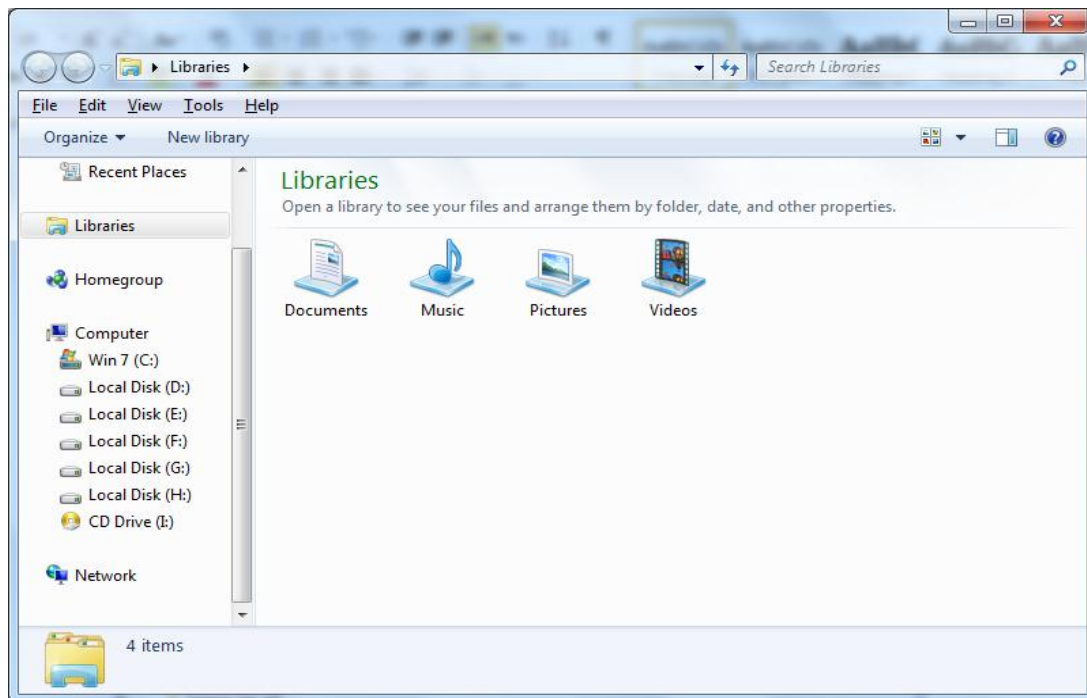 Libraries
Search Libraries
File Edit View Tools Help
Organize New library
Recent Places
Libraries
Homegroup
Computer
Win 7 (C:)
Local Disk (D:)
Local Disk (E:)
Local Disk (F:)
Local Disk (G:)
Local Disk (H:)
CD Drive (I:)
Network
Libraries
Open a library to see your files and arrange them by folder, date, and other properties.
Documents Music Pictures Videos
4 items